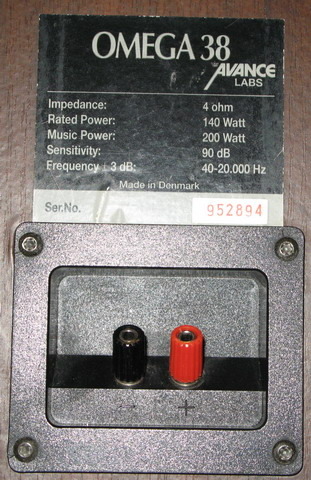 OMEGA 38
AVANCE
LABS
Impedance: 4 ohm
Rated Power: 140 Watt
Music Power: 200 Watt
Sensitivity: 90 dB
Frequency ± 3 dB: 40-20.000 Hz
Made in Denmark
Ser.No. 952894
- +